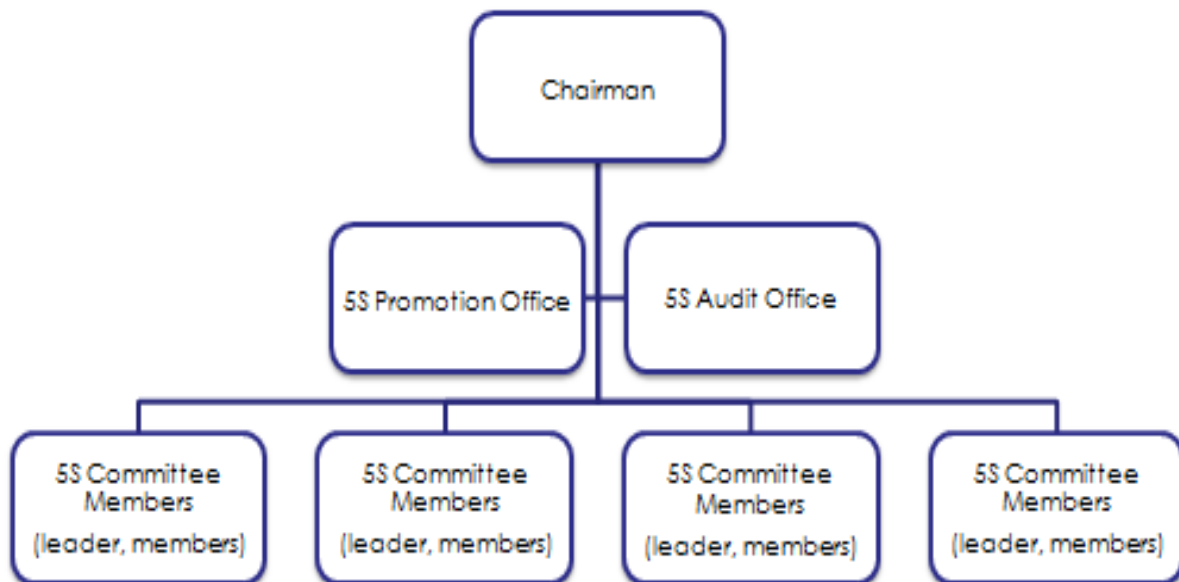 Chairman
5S Promotion Office
5S Audit Office
5S Committee
Members
(leader, members)
5S Committee
Members
(leader, members)
5S Committee
Members
(leader, members)
5S Committee
Members
(leader, members)